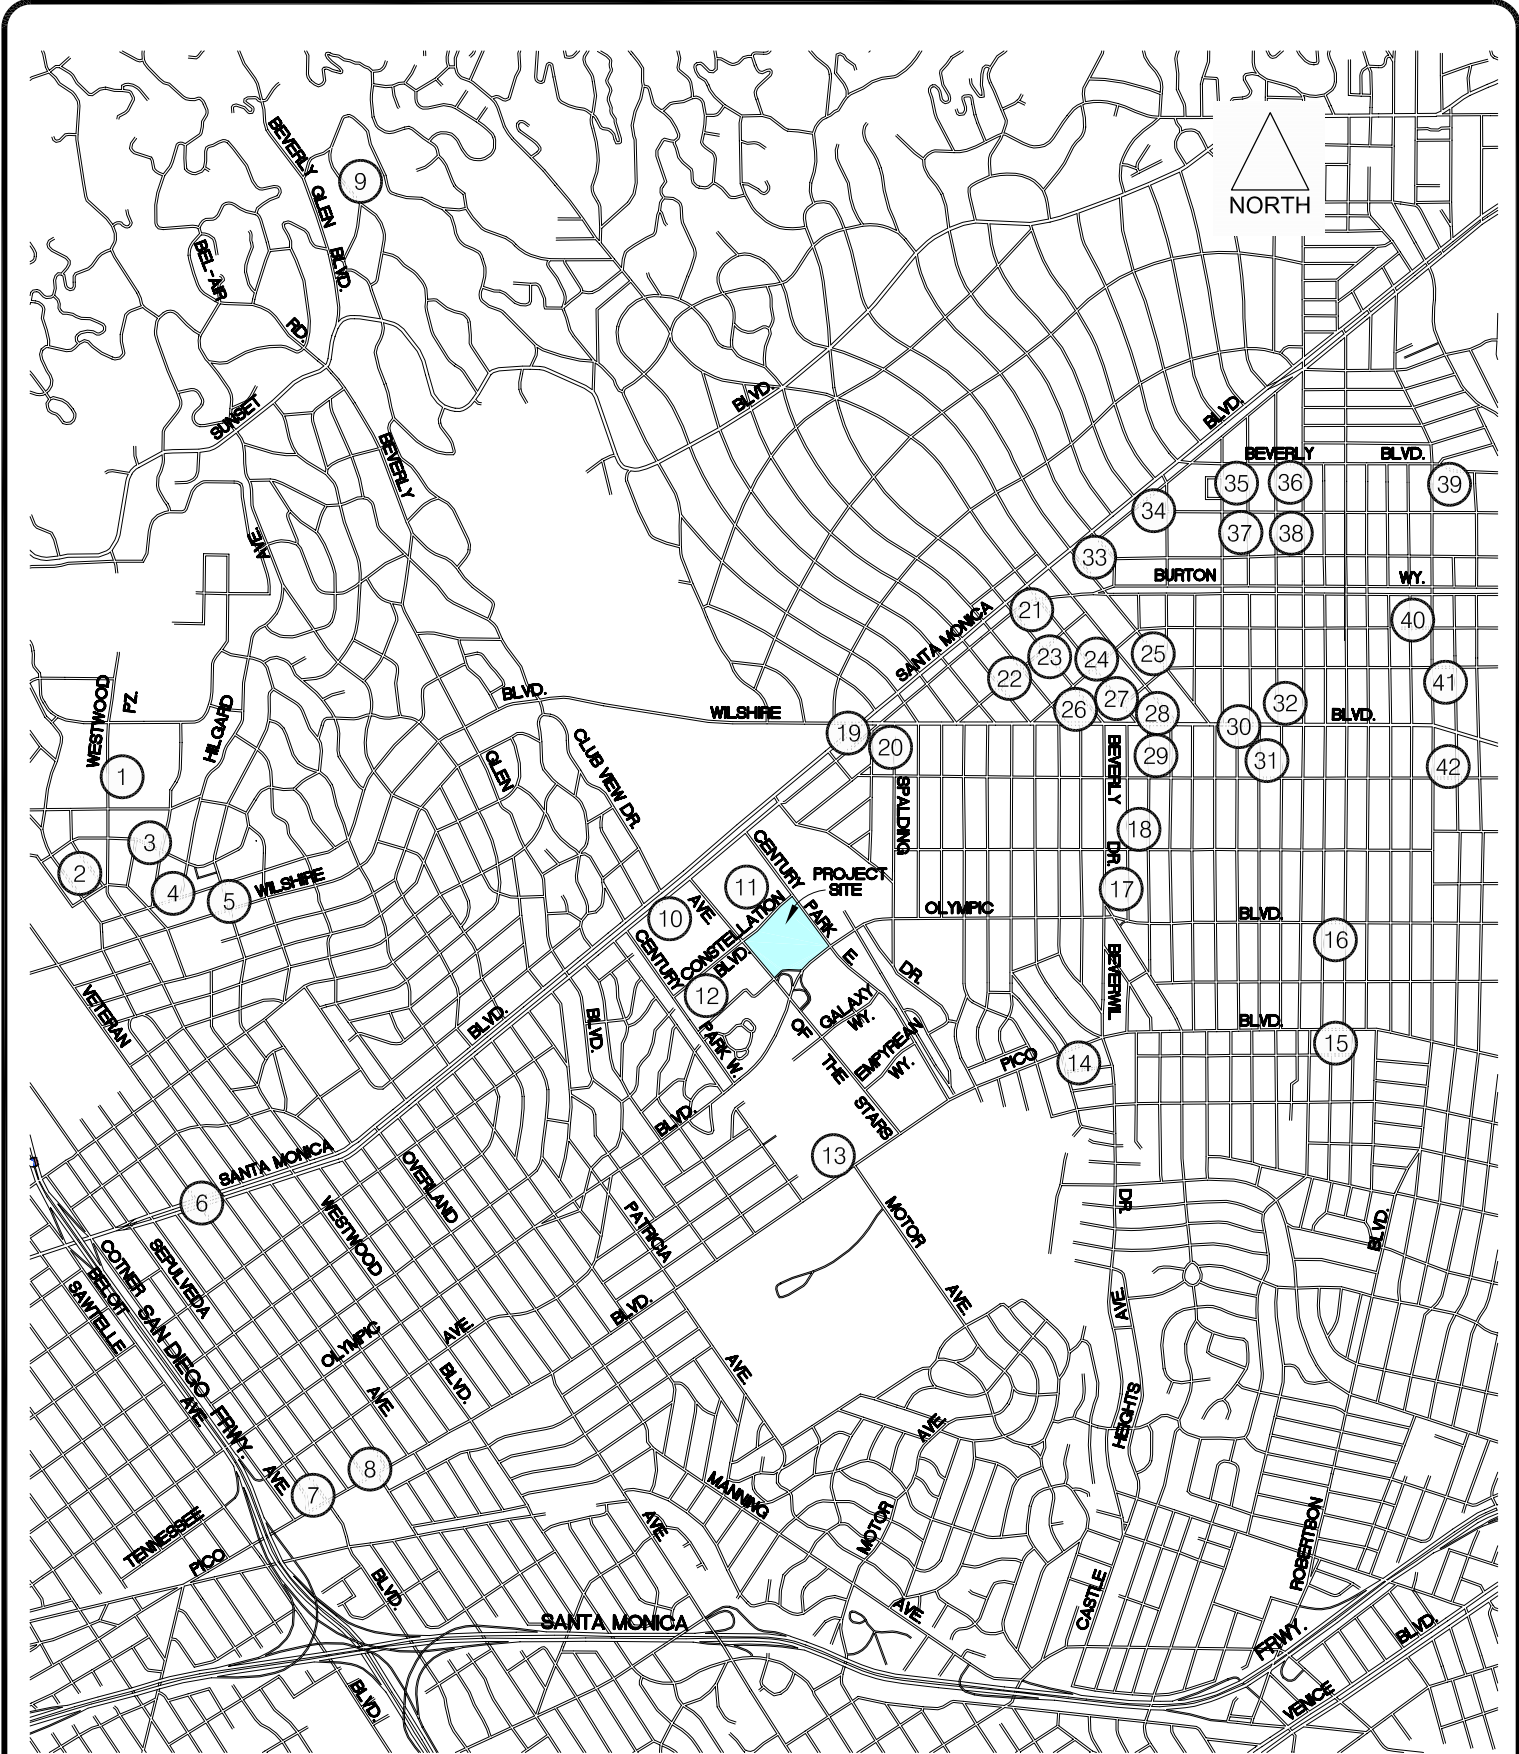 NORTH
BEVERLY
GLEN
BLVD.
9
BEL-AIR
RD.
SUNSET
BLVD.
BLVD.
BEVERLY
BEVERLY BLVD.
35
36
39
34
37
38
AVE
33
BURTON WY.
21
40
SANTA MONICA
23
24
25
22
41
WESTWOOD
PZ.
HILGARD
BLVD.
WILSHIRE
26
27
28
32
30
BLVD.
19
20
29
31
42
1
GLEN
CLUB VIEW DR.
BEVERLY
SPALDING
18
3
CENTURY
DR.
2
4
5
WILSHIRE
11
PROJECT
SITE
17
10
AVE
PARK
OLYMPIC
BLVD.
16
CENTURY
CONSTELLATION
BLVD.
E
DR.
BEVERWIL
12
VETERAN
BLVD.
BLVD.
GALAXY
WY.
OF
BLVD.
PARK W.
THE
EMPYREAN
WY.
PICO
14
15
STARS
BLVD.
SANTA MONICA
13
OVERLAND
6
WESTWOOD
PATRICIA
MOTOR
DR.
BLVD.
COTNER
SEPULVEDA
BELOIT
SAWTELLE
SAN DIEGO FRWY.
OLYMPIC
AVE.
BLVD.
AVE
AVE
AVE.
BLVD.
AVE
AVE
HEIGHTS
AVE.
8
7
AVE
MANNING
MOTOR
TENNESSEE
AVE
PICO
BLVD.
ROBERTBON
CASTLE
AVE
SANTA MONICA
FRWY.
BLVD.
VENICE
BLVD.